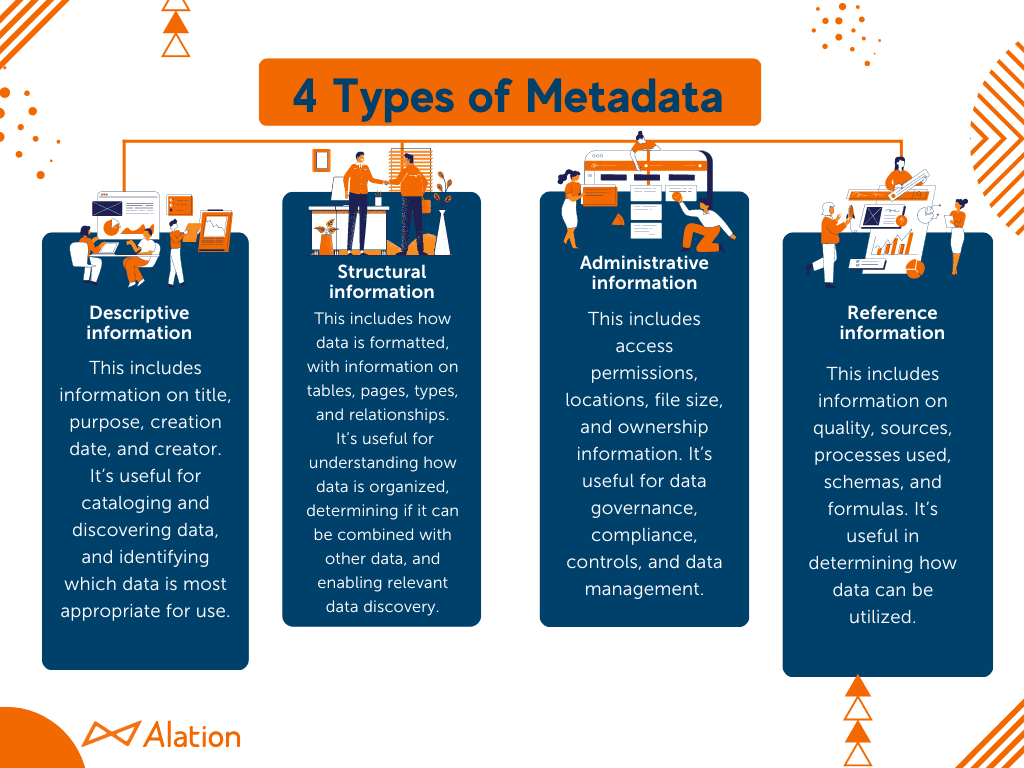 4 Types of Metadata
Descriptive
information
This includes
information on title,
purpose, creation
date, and creator.
It's useful for
cataloging and
discovering data,
and identifying
which data is most
appropriate for use.
Structural
information
This includes how
data is formatted,
with information on
tables, pages, types,
and relationships.
It's useful for
understanding how
data is organized,
determining if it can
be combined with
other data, and
enabling relevant
data discovery.
Administrative
information
This includes
access
permissions,
locations, file size,
and ownership
information. It's
useful for data
governance,
compliance,
controls, and data
management.
Reference
information
This includes
information on
quality, sources,
processes used,
schemas, and
formulas. It's
useful in
determining how
data can be
utilized.
Alation